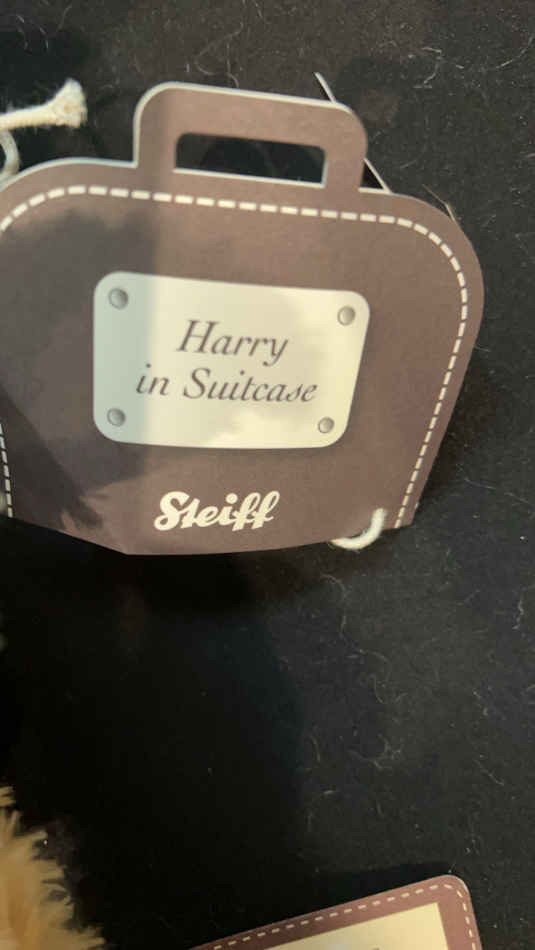 Harry
in Suitcase
Steiff